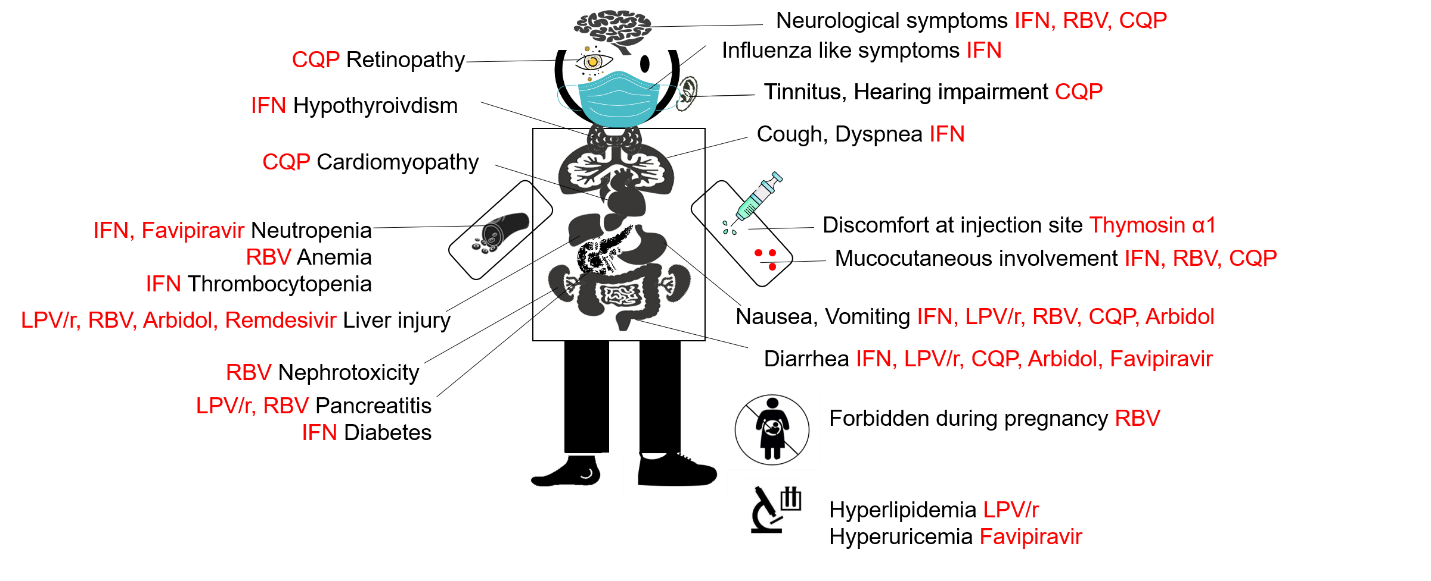 Neurological symptoms IFN, RBV, CQP
Influenza like symptoms IFN
CQP Retinopathy
Tinnitus, Hearing impairment CQP
IFN Hypothyroivdism
Cough, Dyspnea IFN
CQP Cardiomyopathy
Discomfort at injection site Thymosin α1
IFN, Favipiravir Neutropenia
RBV Anemia
IFN Thrombocytopenia
Mucocutaneous involvement IFN, RBV, CQP
LPV/r, RBV, Arbidol, Remdesivir Liver injury
Nausea, Vomiting IFN, LPV/r, RBV, CQP, Arbidol
Diarrhea IFN, LPV/r, CQP, Arbidol, Favipiravir
RBV Nephrotoxicity
LPV/r, RBV Pancreatitis
IFN Diabetes
Forbidden during pregnancy RBV
Hyperlipidemia LPV/r
Hyperuricemia Favipiravir